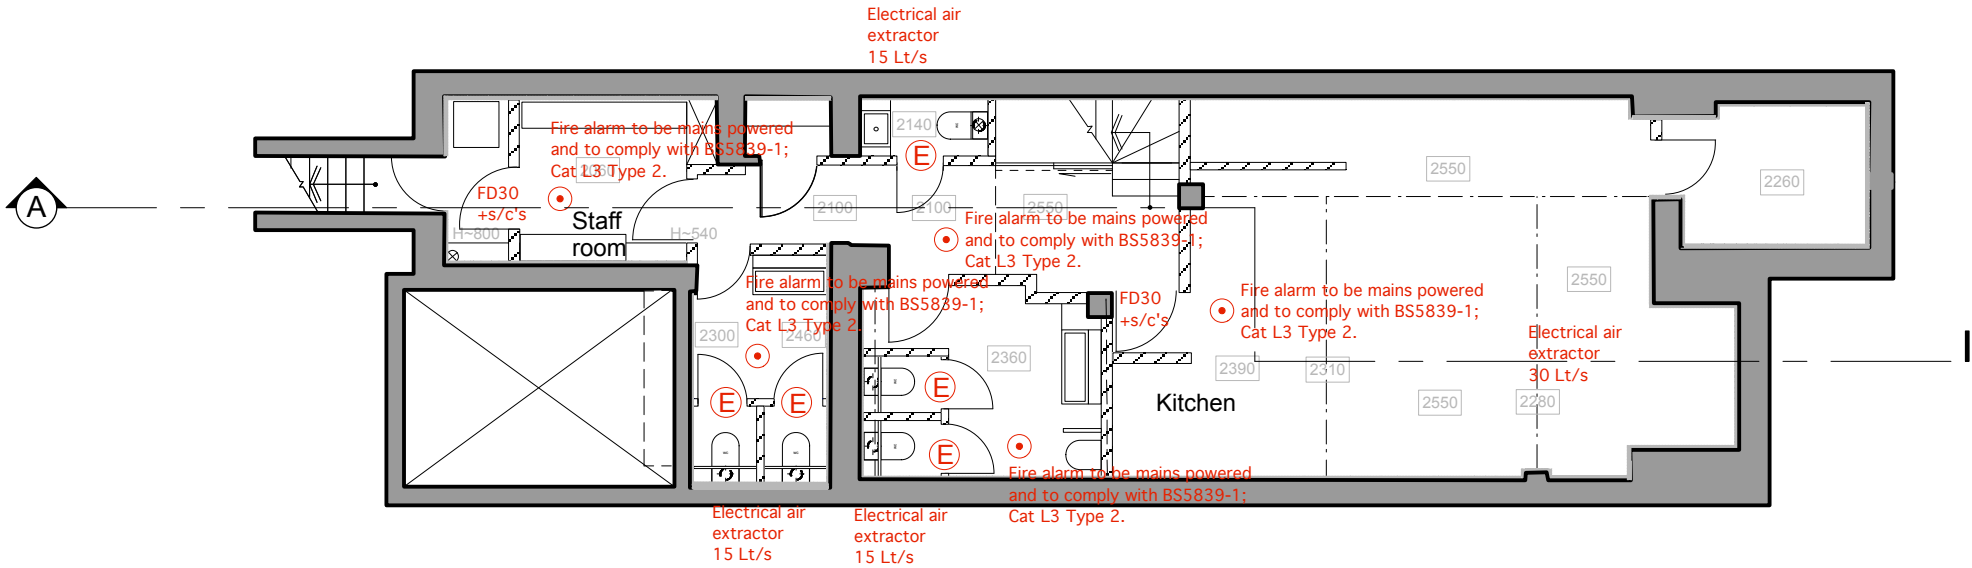 Electrical air
extractor
15 Lt/s
A
Fire alarm to be mains powered
and to comply with BS5839-1;
Cat L3 Type 2.
2060
FD30
+s/c's
H~800
Staff
room
H~540
2140
E
2100
2100
2550
Fire alarm to be mains powered
and to comply with BS5839-1;
Cat L3 Type 2.
2550
2260
2550
Fire alarm to be mains powered
and to comply with BS5839-1;
Cat L3 Type 2.
2300
2460
E
E
FD30
+s/c's
Fire alarm to be mains powered
and to comply with BS5839-1;
Cat L3 Type 2.
Electrical air
extractor
30 Lt/s
2360
2390
2310
2550
2280
Kitchen
E
E
Fire alarm to be mains powered
and to comply with BS5839-1;
Cat L3 Type 2.
Electrical air
extractor
15 Lt/s
Electrical air
extractor
15 Lt/s